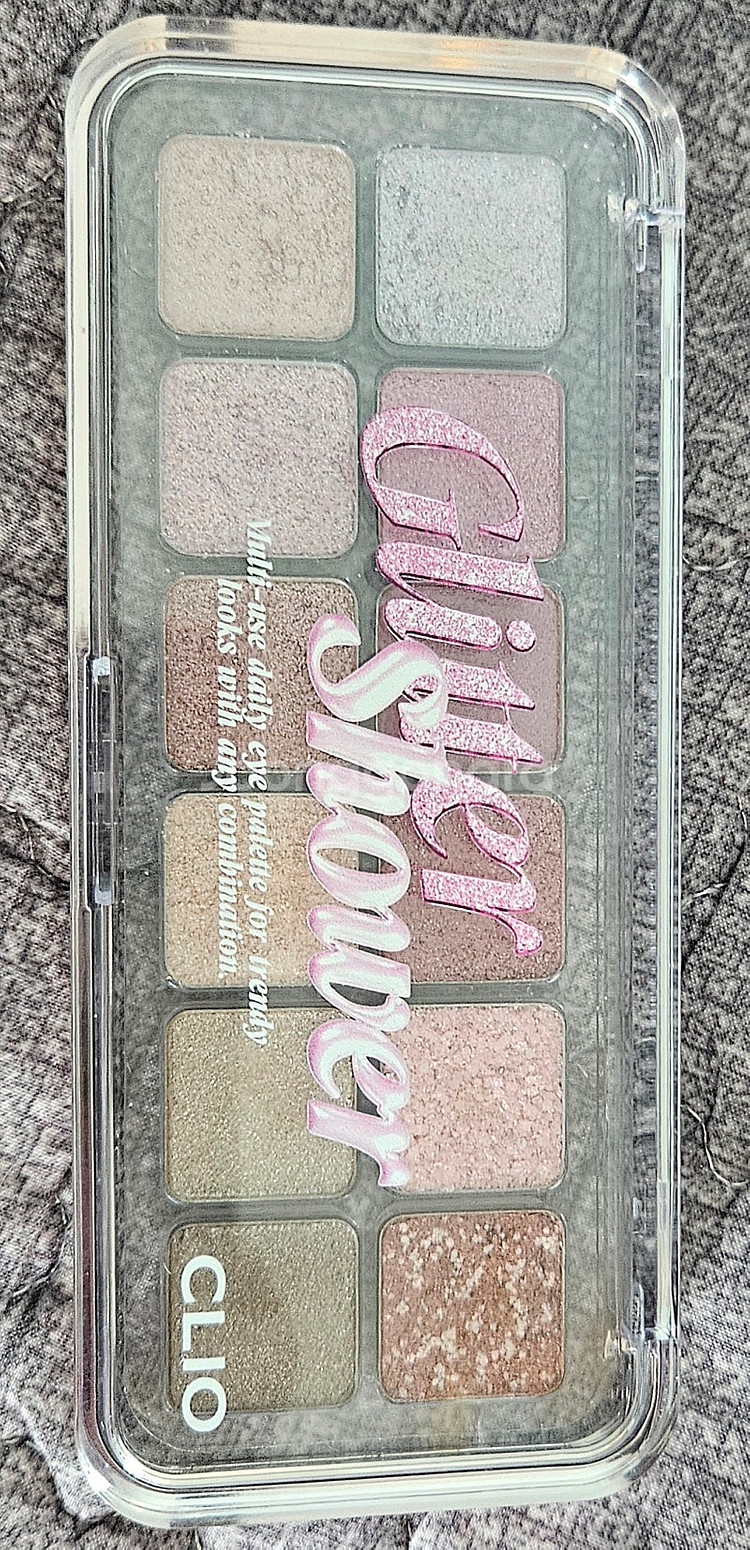 Glitter
Shower
Multi-use daily eye palette for trendy
looks with any combination.
CLIO